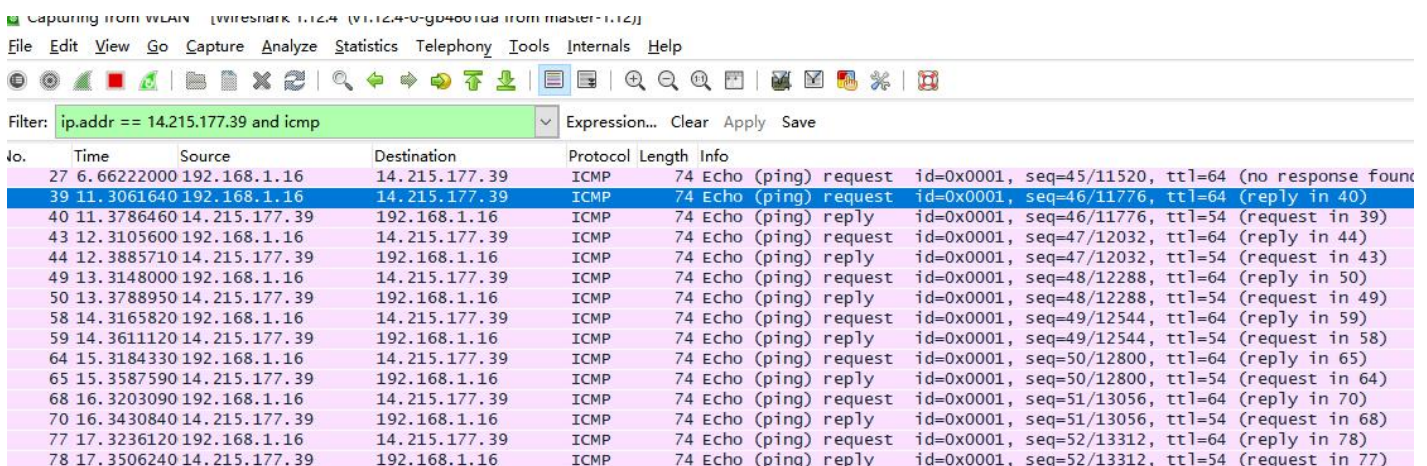 Capturing from WLAN [Wireshark 1.12.4 (v1.12.4-0-gb4861da from master-1.12)]
File Edit View Go Capture Analyze Statistics Telephony Tools Internals Help
Filter: ip.addr == 14.215.177.39 and icmp Expression... Clear Apply Save
No. Time Source Destination Protocol Length Info
27 6.66222000 192.168.1.16 14.215.177.39 ICMP 74 Echo (ping) request id=0x0001, seq=45/11520, ttl=64 (no response found
39 11.3061640 192.168.1.16 14.215.177.39 ICMP 74 Echo (ping) request id=0x0001, seq=46/11776, ttl=64 (reply in 40)
40 11.3786460 14.215.177.39 192.168.1.16 ICMP 74 Echo (ping) reply id=0x0001, seq=46/11776, ttl=54 (request in 39)
43 12.3105600 192.168.1.16 14.215.177.39 ICMP 74 Echo (ping) request id=0x0001, seq=47/12032, ttl=64 (reply in 44)
44 12.3885710 14.215.177.39 192.168.1.16 ICMP 74 Echo (ping) reply id=0x0001, seq=47/12032, ttl=54 (request in 43)
49 13.3148000 192.168.1.16 14.215.177.39 ICMP 74 Echo (ping) request id=0x0001, seq=48/12288, ttl=64 (reply in 50)
50 13.3788950 14.215.177.39 192.168.1.16 ICMP 74 Echo (ping) reply id=0x0001, seq=48/12288, ttl=54 (request in 49)
58 14.3165820 192.168.1.16 14.215.177.39 ICMP 74 Echo (ping) request id=0x0001, seq=49/12544, ttl=64 (reply in 59)
59 14.3611120 14.215.177.39 192.168.1.16 ICMP 74 Echo (ping) reply id=0x0001, seq=49/12544, ttl=54 (request in 58)
64 15.3184330 192.168.1.16 14.215.177.39 ICMP 74 Echo (ping) request id=0x0001, seq=50/12800, ttl=64 (reply in 65)
65 15.3587590 14.215.177.39 192.168.1.16 ICMP 74 Echo (ping) reply id=0x0001, seq=50/12800, ttl=54 (request in 64)
68 16.3203090 192.168.1.16 14.215.177.39 ICMP 74 Echo (ping) request id=0x0001, seq=51/13056, ttl=64 (reply in 70)
70 16.3430840 14.215.177.39 192.168.1.16 ICMP 74 Echo (ping) reply id=0x0001, seq=51/13056, ttl=54 (request in 68)
77 17.3236120 192.168.1.16 14.215.177.39 ICMP 74 Echo (ping) request id=0x0001, seq=52/13312, ttl=64 (reply in 78)
78 17.3506240 14.215.177.39 192.168.1.16 ICMP 74 Echo (ping) reply id=0x0001, seq=52/13312, ttl=54 (request in 77)